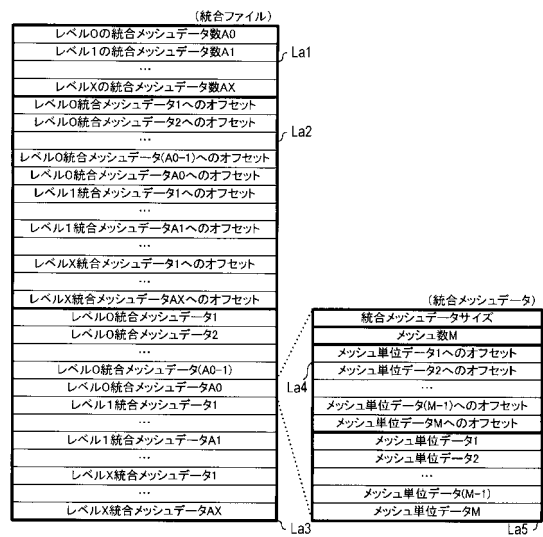 (統合ファイル)
レベル0の統合メッシュデータ数A0
レベル1の統合メッシュデータ数A1
…
レベルXの統合メッシュデータ数AX
La1
レベル0統合メッシュデータ1へのオフセット
レベル0統合メッシュデータ2へのオフセット
…
レベル0統合メッシュデータ(A0-1)へのオフセット
レベル0統合メッシュデータA0へのオフセット
レベル1統合メッシュデータ1へのオフセット
…
レベル1統合メッシュデータA1へのオフセット
…
レベルX統合メッシュデータ1へのオフセット
…
レベルX統合メッシュデータAXへのオフセット
La2
レベル0統合メッシュデータ1
レベル0統合メッシュデータ2
…
レベル0統合メッシュデータ(A0-1)
レベル0統合メッシュデータA0
レベル1統合メッシュデータ1
…
レベル1統合メッシュデータA1
…
レベルX統合メッシュデータ1
…
レベルX統合メッシュデータAX
La3
(統合メッシュデータ)
統合メッシュデータサイズ
メッシュ数M
メッシュ単位データ1へのオフセット
メッシュ単位データ2へのオフセット
…
メッシュ単位データ(M-1)へのオフセット
メッシュ単位データMへのオフセット
La4
メッシュ単位データ1
メッシュ単位データ2
…
メッシュ単位データ(M-1)
メッシュ単位データM
La5